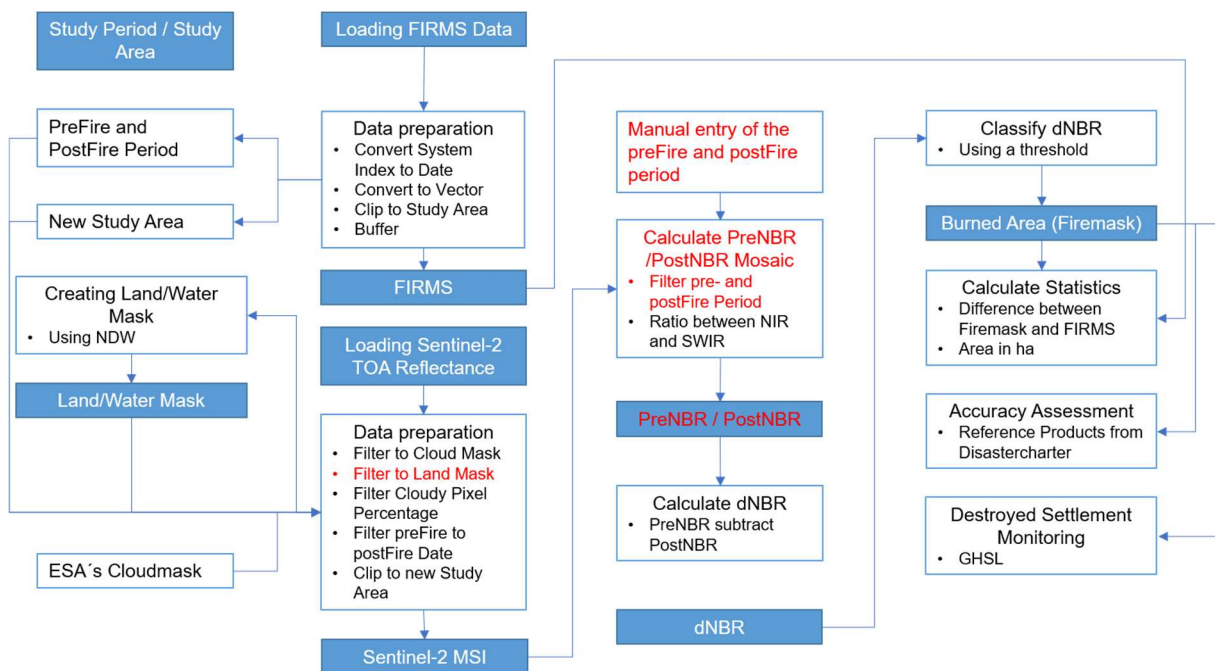 Study Period / Study
Area
PreFire and
PostFire Period
New Study Area
Creating Land/Water
Mask
• Using NDW
Land/Water Mask
ESA´s Cloudmask
Loading FIRMS Data
Data preparation
• Convert System
Index to Date
• Convert to Vector
• Clip to Study Area
• Buffer
FIRMS
Loading Sentinel-2
TOA Reflectance
Data preparation
• Filter to Cloud Mask
• Filter to Land Mask
• Filter Cloudy Pixel
Percentage
• Filter preFire to
postFire Date
• Clip to new Study
Area
Sentinel-2 MSI
Manual entry of the
preFire and postFire
period
Calculate PreNBR
/PostNBR Mosaic
• Filter pre- and
postFire Period
• Ratio between NIR
and SWIR
PreNBR / PostNBR
Calculate dNBR
• PreNBR subtract
PostNBR
dNBR
Classify dNBR
• Using a threshold
Burned Area (Firemask)
Calculate Statistics
• Difference between
Firemask and FIRMS
• Area in ha
Accuracy Assessment
• Reference Products from
Disastercharter
Destroyed Settlement
Monitoring
• GHSL